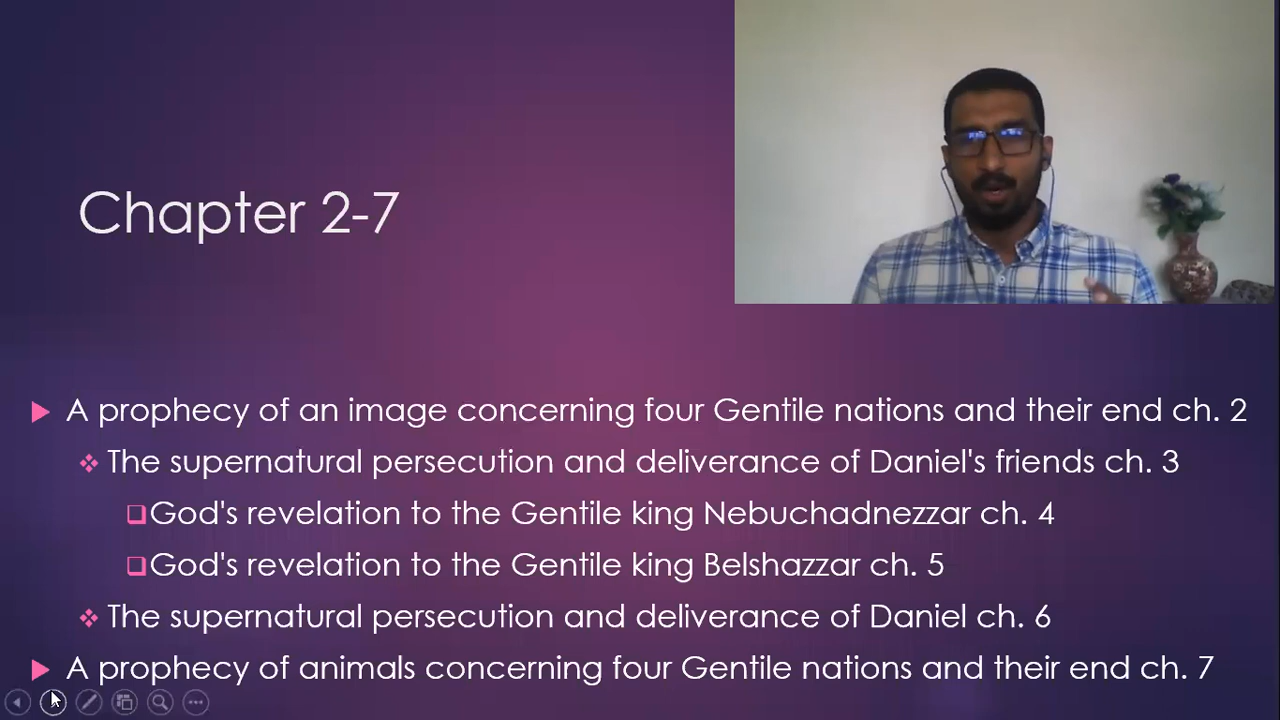 Chapter 2-7
A prophecy of an image concerning four Gentile nations and their end ch. 2
The supernatural persecution and deliverance of Daniel's friends ch. 3
God's revelation to the Gentile king Nebuchadnezzar ch. 4
God's revelation to the Gentile king Belshazzar ch. 5
The supernatural persecution and deliverance of Daniel ch. 6
A prophecy of animals concerning four Gentile nations and their end ch. 7